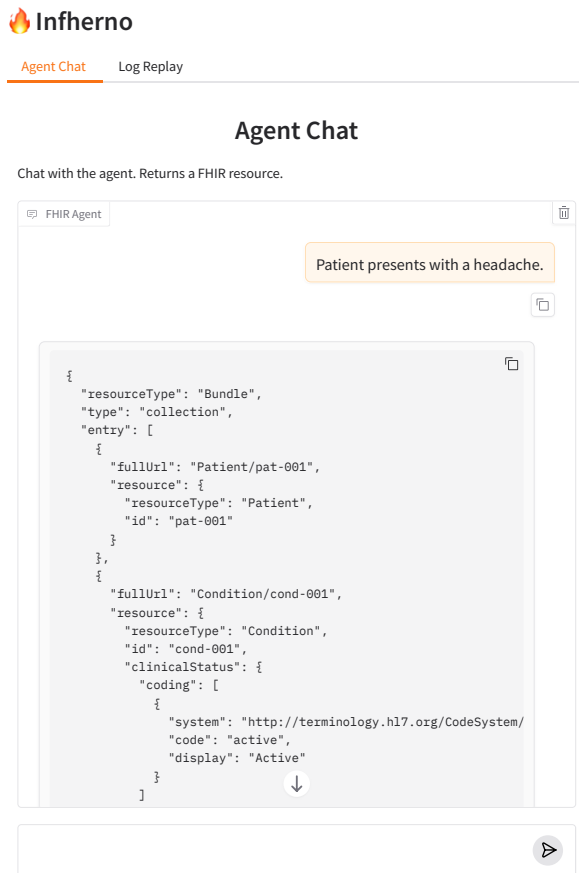 🔥 Infherno
Agent Chat Log Replay
Agent Chat
Chat with the agent. Returns a FHIR resource.
FHIR Agent
Patient presents with a headache.
{
  "resourceType": "Bundle",
  "type": "collection",
  "entry": [
    {
      "fullUrl": "Patient/pat-001",
      "resource": {
        "resourceType": "Patient",
        "id": "pat-001"
      }
    },
    {
      "fullUrl": "Condition/cond-001",
      "resource": {
        "resourceType": "Condition",
        "id": "cond-001",
        "clinicalStatus": {
          "coding": [
            {
              "system": "http://terminology.hl7.org/CodeSystem/
              "code": "active",
              "display": "Active"
            }
          ]